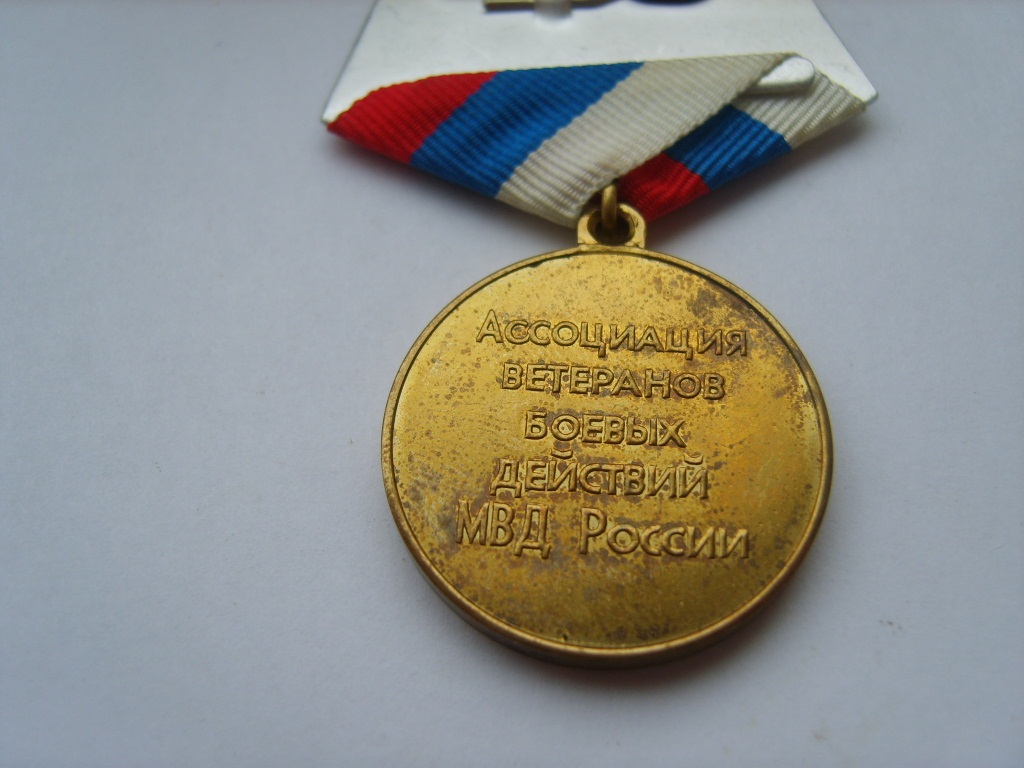 Ассоциация
ветеранов
боевых
действий
МВД России